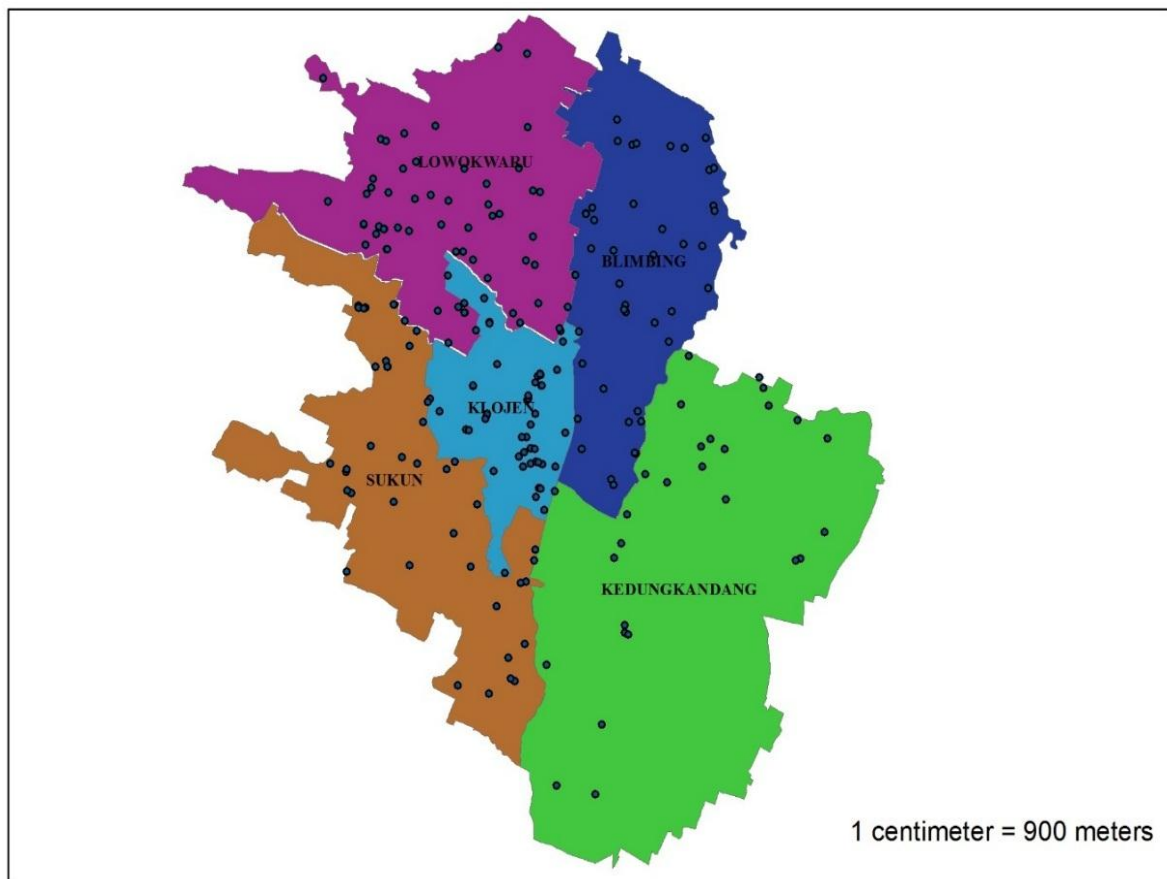 LOWOKWARU
BLIMBING
KLOJEN
SUKUN
KEDUNGKANDANG
1 centimeter = 900 meters